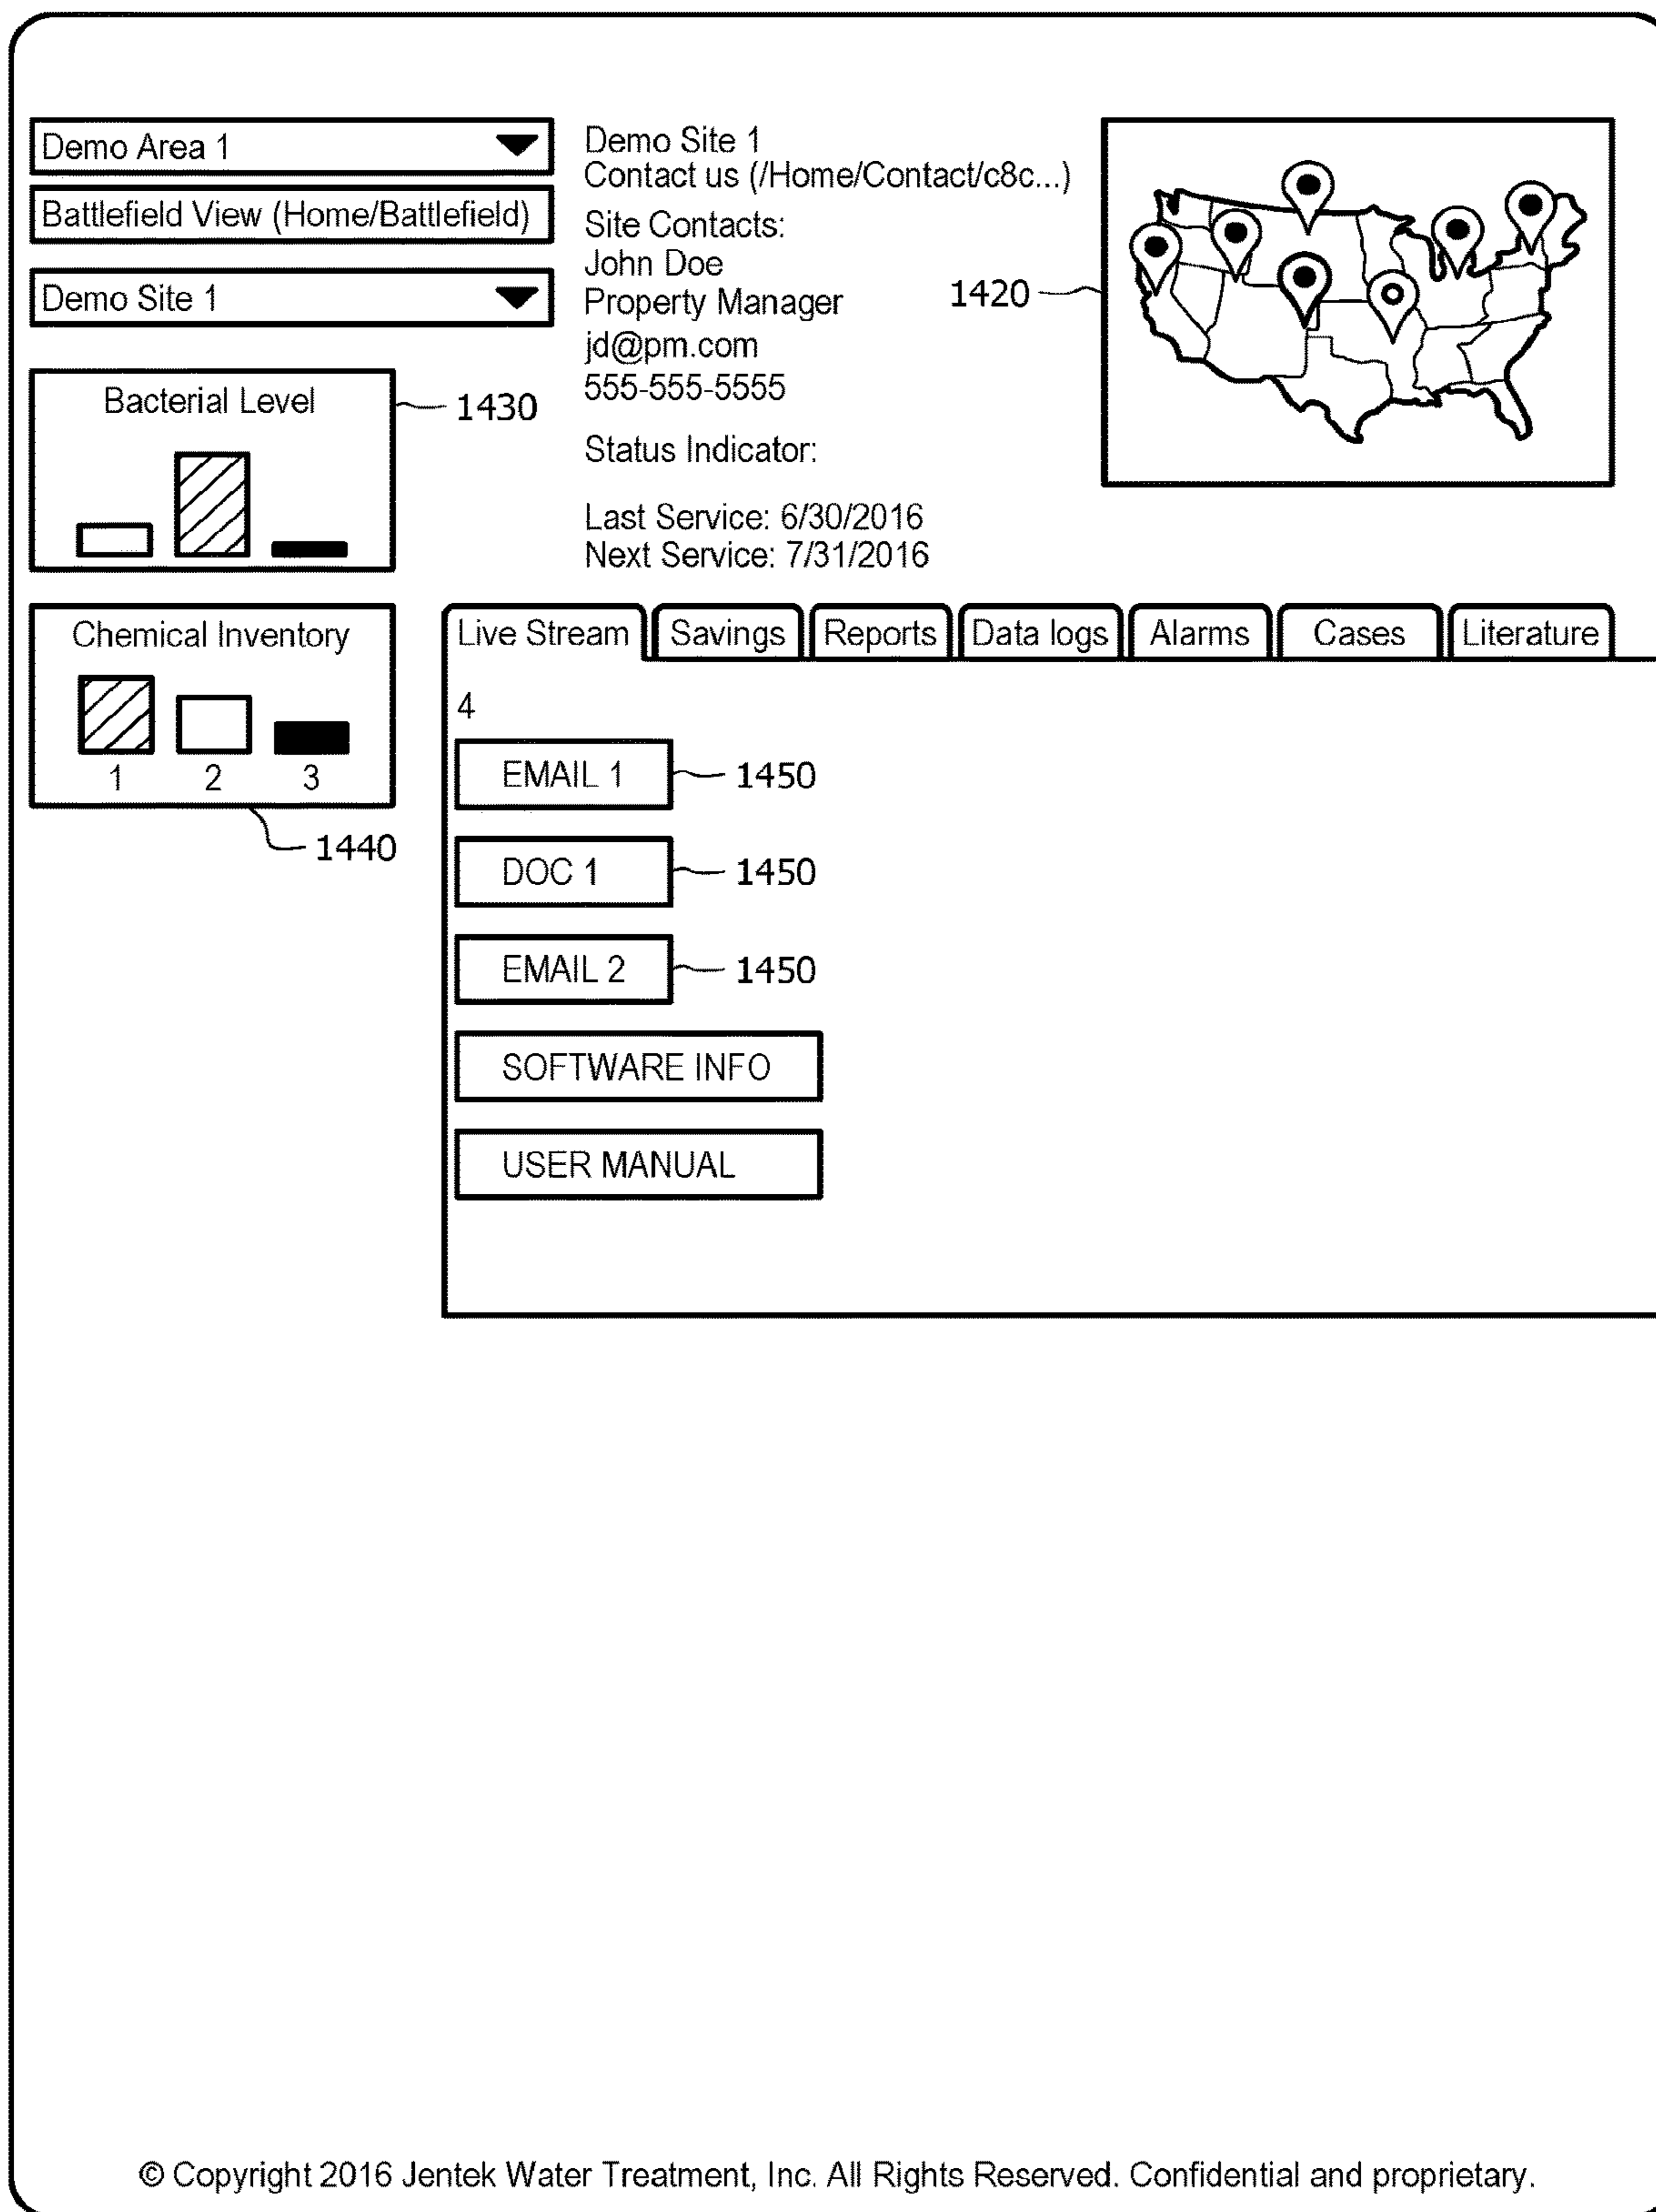 Demo Area 1
Battlefield View (Home/Battlefield)
Demo Site 1
Demo Site 1
Contact us (/Home/Contact/c8c...)
Site Contacts:
John Doe
Property Manager
jd@pm.com
555-555-5555
Status Indicator:
Last Service: 6/30/2016
Next Service: 7/31/2016
1420
Bacterial Level
1430
Chemical Inventory
1 2 3
1440
Live Stream Savings Reports Data logs Alarms Cases Literature
4
EMAIL 1 1450
DOC 1 1450
EMAIL 2 1450
SOFTWARE INFO
USER MANUAL
© Copyright 2016 Jentek Water Treatment, Inc. All Rights Reserved. Confidential and proprietary.